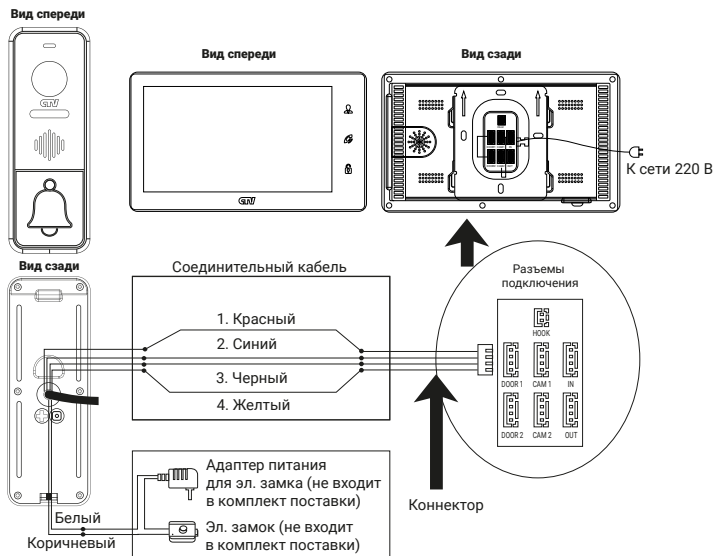 Вид спереди
CTV
Вид спереди
CTV
Вид сзади
К сети 220 В
Вид сзади
Соединительный кабель
1. Красный
2. Синий
3. Черный
4. Желтый
Разъемы
подключения
HOOK
DOOR 1 CAM 1 IN
DOOR 2 CAM 2 OUT
Коннектор
Адаптер питания
для эл. замка (не входит
в комплект поставки)
Эл. замок (не входит
в комплект поставки)
Белый
Коричневый